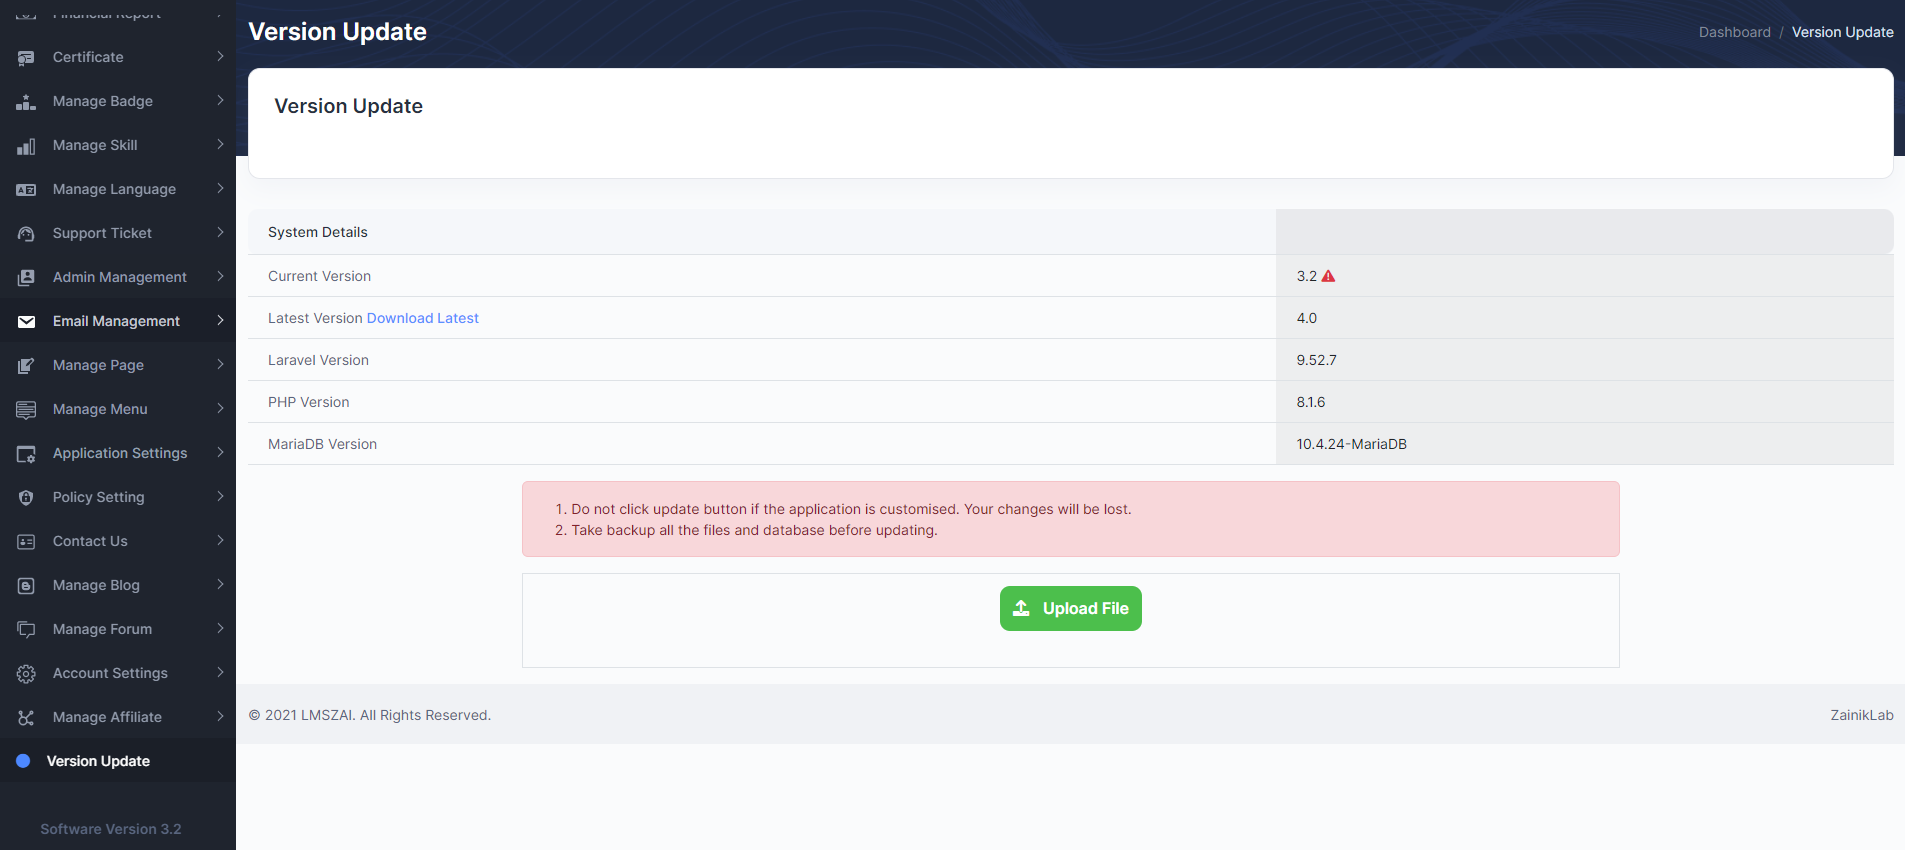 Financial Report
Certificate
Manage Badge
Manage Skill
Manage Language
Support Ticket
Admin Management
Email Management
Manage Page
Manage Menu
Application Settings
Policy Setting
Contact Us
Manage Blog
Manage Forum
Account Settings
Manage Affiliate
Version Update
Software Version 3.2
Version Update
Dashboard / Version Update
Version Update
System Details
Current Version 3.2
Latest Version Download Latest 4.0
Laravel Version 9.52.7
PHP Version 8.1.6
MariaDB Version 10.4.24-MariaDB
1. Do not click update button if the application is customised. Your changes will be lost.
2. Take backup all the files and database before updating.
Upload File
© 2021 LMSZAI. All Rights Reserved. ZainikLab